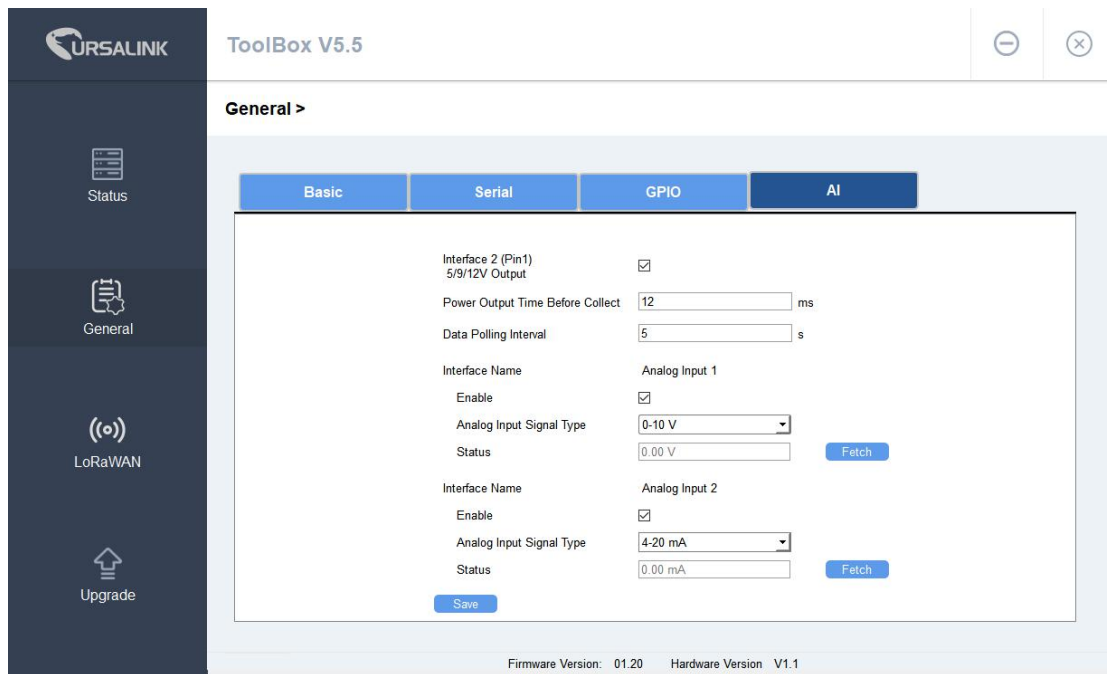 URSALINK
ToolBox V5.5
General >
Status
General
LoRaWAN
Upgrade
Basic
Serial
GPIO
AI
Interface 2 (Pin1)
5/9/12V Output
Power Output Time Before Collect
12
ms
Data Polling Interval
5
s
Interface Name
Analog Input 1
Enable
Analog Input Signal Type
0-10 V
Status
0.00 V
Fetch
Interface Name
Analog Input 2
Enable
Analog Input Signal Type
4-20 mA
Status
0.00 mA
Fetch
Save
Firmware Version: 01.20 Hardware Version V1.1